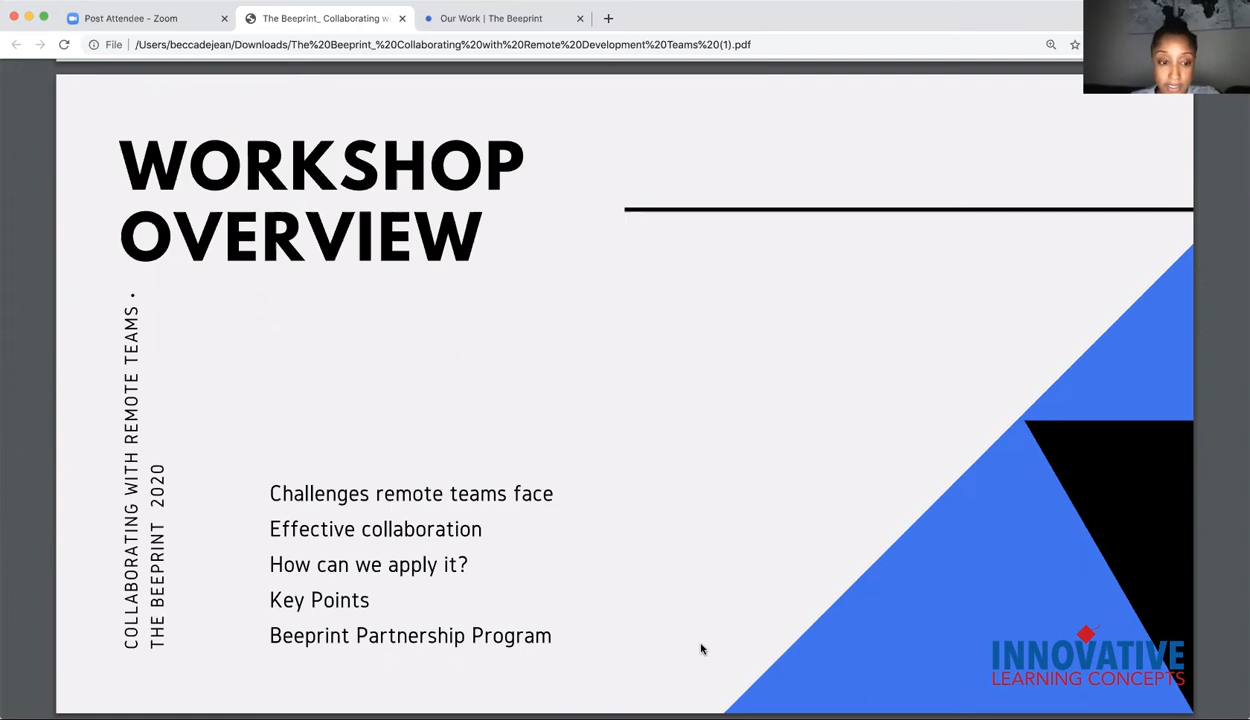 Post Attendee - Zoom
The Beeprint_ Collaborating w
Our Work | The Beeprint
File
/Users/beccadejean/Downloads/The%20Beeprint_%20Collaborating%20with%20Remote%20Development%20Teams%20(1).pdf
WORKSHOP
OVERVIEW
COLLABORATING WITH REMOTE TEAMS •
THE BEEPRINT 2020
Challenges remote teams face
Effective collaboration
How can we apply it?
Key Points
Beeprint Partnership Program
INNOVATIVE
LEARNING CONCEPTS